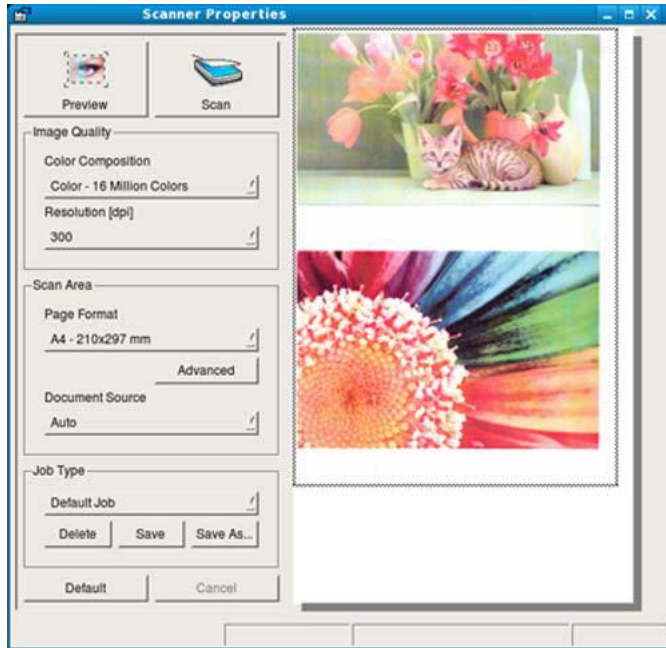 Scanner Properties
Preview
Scan
Image Quality
Color Composition
Color - 16 Million Colors
Resolution [dpi]
300
Scan Area
Page Format
A4 - 210x297 mm
Advanced
Document Source
Auto
Job Type
Default Job
Delete
Save
Save As...
Default
Cancel